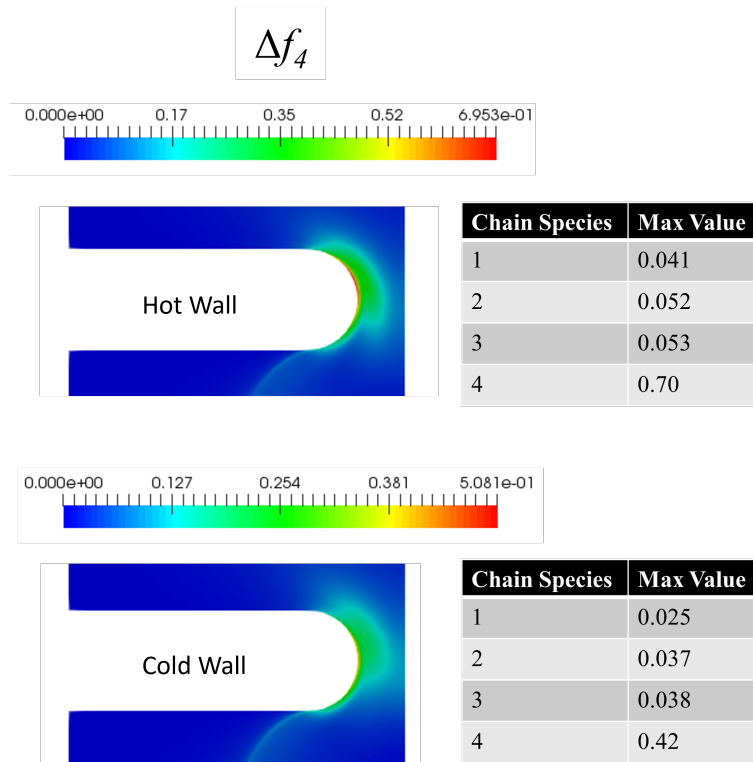 Δf4
0.000e+00 0.17 0.35 0.52 6.953e-01
Hot Wall
Chain Species Max Value
1 0.041
2 0.052
3 0.053
4 0.70
0.000e+00 0.127 0.254 0.381 5.081e-01
Cold Wall
Chain Species Max Value
1 0.025
2 0.037
3 0.038
4 0.42